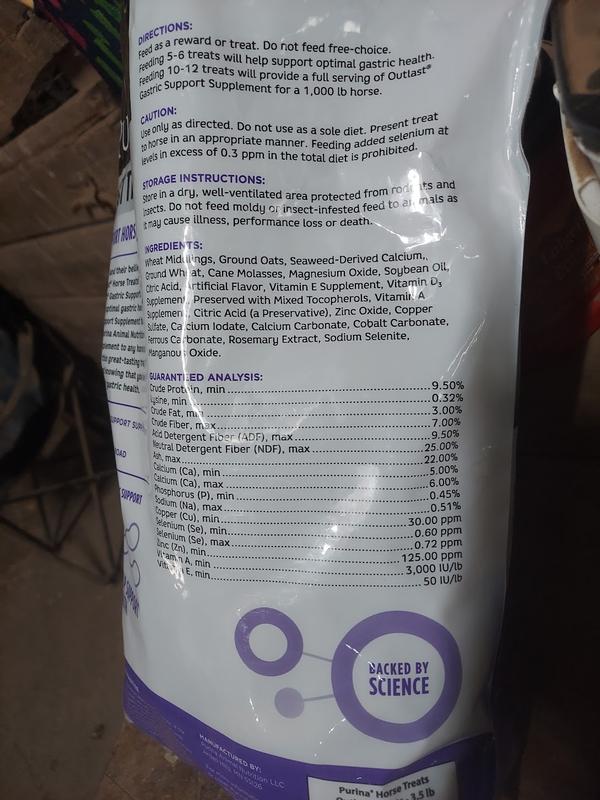 DIRECTIONS:
Feed as a reward or treat. Do not feed free-choice.
Feeding 5-6 treats will help support optimal gastric health.
Feeding 10-12 treats will provide a full serving of Outlast®
Gastric Support Supplement for a 1,000 lb horse.
CAUTION:
Use only as directed. Do not use as a sole diet. Present treat
to horse in an appropriate manner. Feeding added selenium at
levels in excess of 0.3 ppm in the total diet is prohibited.
STORAGE INSTRUCTIONS:
Store in a dry, well-ventilated area protected from rodents and
insects. Do not feed moldy or insect-infested feed to animals as
it may cause illness, performance loss or death.
INGREDIENTS:
Wheat Middlings, Ground Oats, Seaweed-Derived Calcium,
Ground Wheat, Cane Molasses, Magnesium Oxide, Soybean Oil,
Citric Acid, Artificial Flavor, Vitamin E Supplement, Vitamin D₃
Supplement, Preserved with Mixed Tocopherols, Vitamin A
Supplement, Citric Acid (a Preservative), Zinc Oxide, Copper
Sulfate, Calcium Iodate, Calcium Carbonate, Cobalt Carbonate,
Ferrous Carbonate, Rosemary Extract, Sodium Selenite,
Manganous Oxide.
GUARANTEED ANALYSIS:
Crude Protein, min 9.50%
Lysine, min 0.32%
Crude Fat, min 3.00%
Crude Fiber, max 7.00%
Acid Detergent Fiber (ADF), max 9.50%
Neutral Detergent Fiber (NDF), max 25.00%
Ash, max 22.00%
Calcium (Ca), min 5.00%
Calcium (Ca), max 6.00%
Phosphorus (P), min 0.45%
Sodium (Na), max 0.51%
Copper (Cu), min 30.00 ppm
Selenium (Se), min 0.60 ppm
Selenium (Se), max 0.72 ppm
Zinc (Zn), min 125.00 ppm
Vitamin A, min 3,000 IU/lb
Vitamin E, min 50 IU/lb
BACKED BY
SCIENCE
MANUFACTURED BY:
Purina Animal Nutrition LLC
Arden Hills, MN 55126
Purina® Horse Treats
3.5 lb